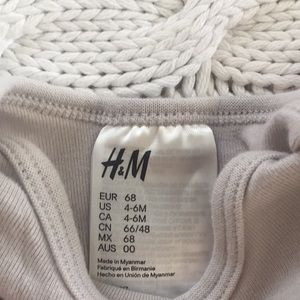 H&M
EUR 68
US 4-6M
CA 4-6M
CN 66/48
MX 68
AUS 00
Made in Myanmar
Fabriqué en Birmanie
Hecho en Unión de Myanmar